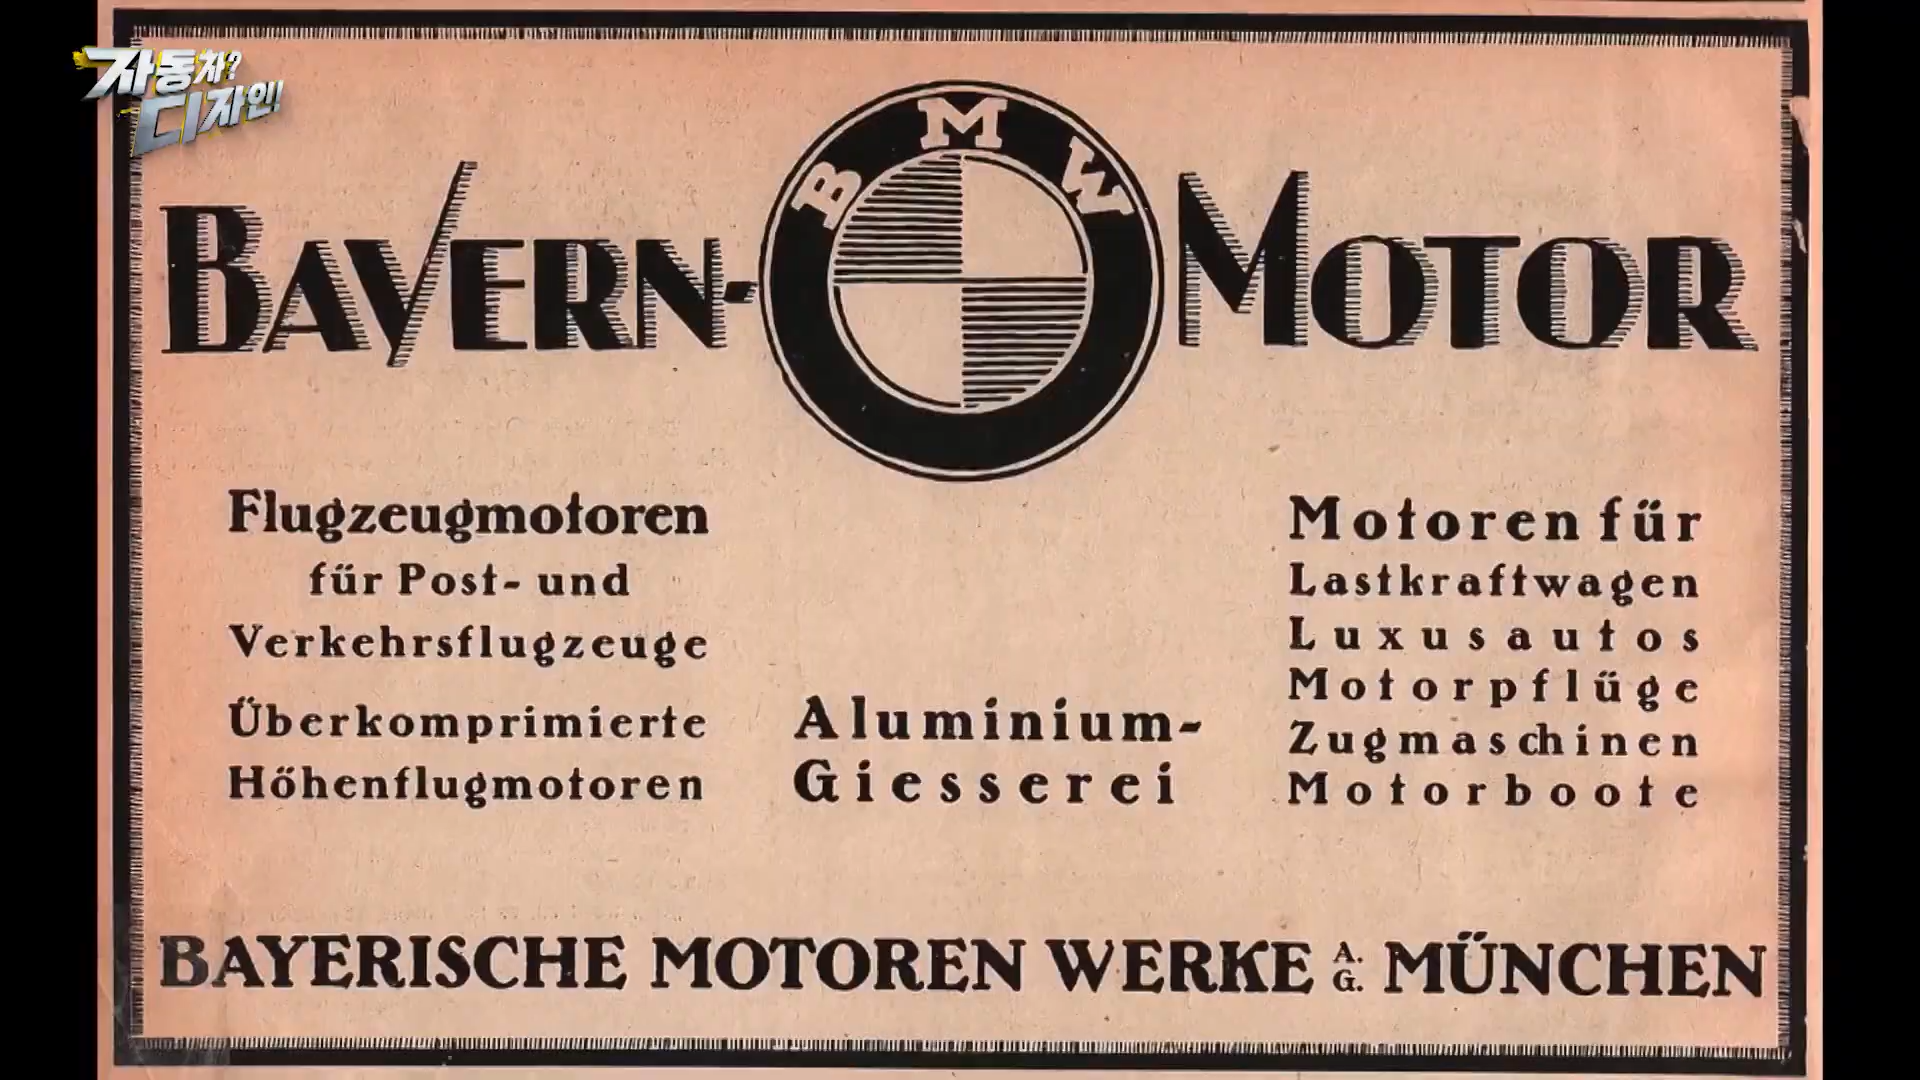 자동차?
디자인!
BAYERN-
BMW
MOTOR
Flugzeugmotoren
für Post- und
Verkehrsflugzeuge
Überkomprimierte
Höhenflugmotoren
Aluminium-
Giesserei
Motoren für
Lastkraftwagen
Luxusautos
Motorpflüge
Zugmaschinen
Motorboote
BAYERISCHE MOTOREN WERKE A.G. MÜNCHEN